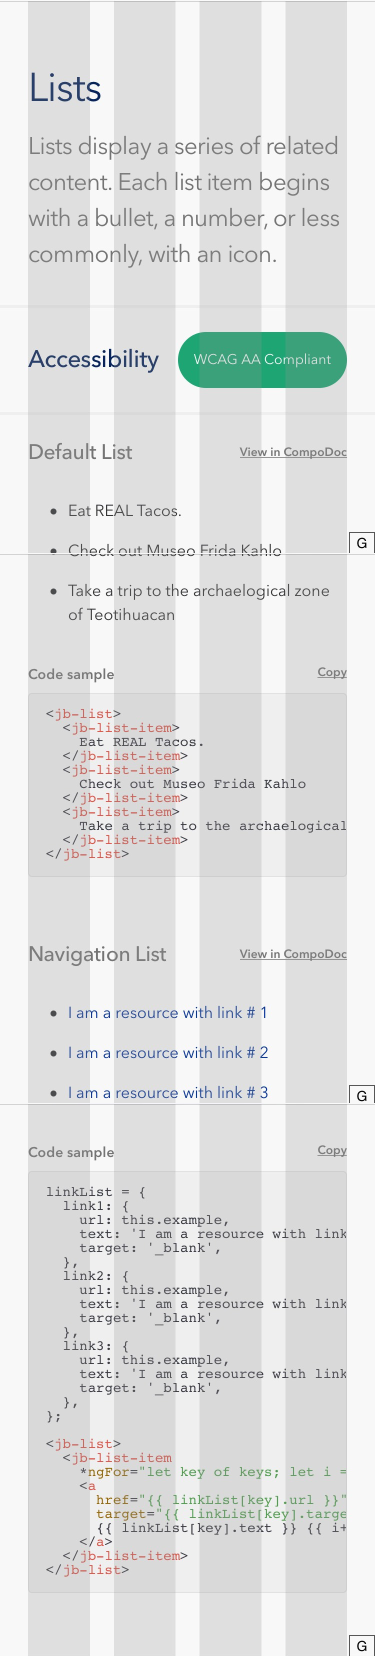 Lists
Lists display a series of related
content. Each list item begins
with a bullet, a number, or less
commonly, with an icon.
Accessibility
WCAG AA Compliant
Default List
View in CompoDoc
• Eat REAL Tacos.
G
• Check out Museo Frida Kahlo
• Take a trip to the archaelogical zone
of Teotihuacan
Code sample
Copy
<jb-list>
  <jb-list-item>
    Eat REAL Tacos.
  </jb-list-item>
  <jb-list-item>
    Check out Museo Frida Kahlo
  </jb-list-item>
  <jb-list-item>
    Take a trip to the archaelogical
  </jb-list-item>
</jb-list>
Navigation List
View in CompoDoc
• I am a resource with link # 1
• I am a resource with link # 2
• I am a resource with link # 3
G
Code sample
Copy
linkList = {
  link1: {
    url: this.example,
    text: 'I am a resource with link
    target: '_blank',
  },
  link2: {
    url: this.example,
    text: 'I am a resource with link
    target: '_blank',
  },
  link3: {
    url: this.example,
    text: 'I am a resource with link
    target: '_blank',
  },
};
<jb-list>
  <jb-list-item
    *ngFor="let key of keys; let i =
    <a
      href="{{ linkList[key].url }}"
      target="{{ linkList[key].targe
      {{ linkList[key].text }} {{ i+
    </a>
  </jb-list-item>
</jb-list>
G